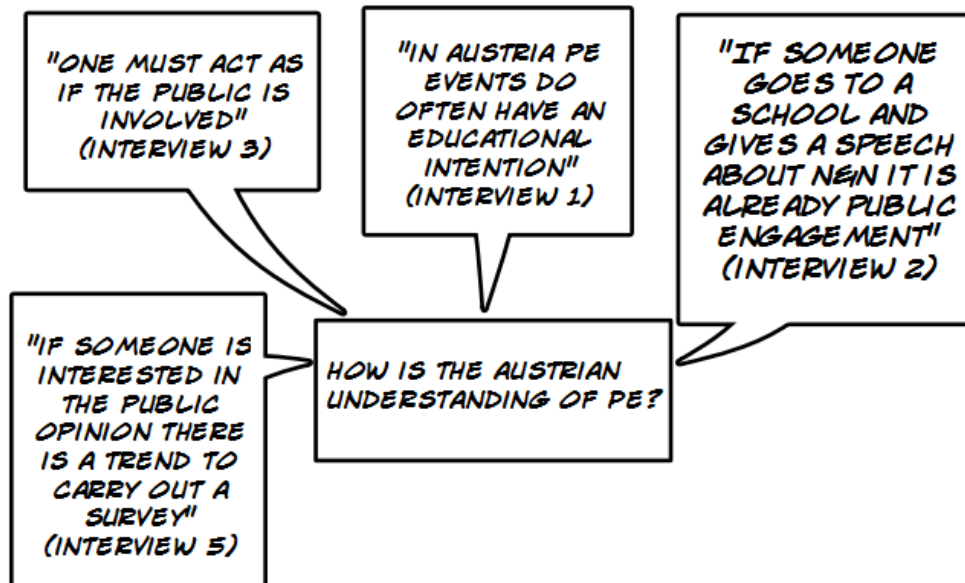 "ONE MUST ACT AS
IF THE PUBLIC IS
INVOLVED"
(INTERVIEW 3)
"IN AUSTRIA PE
EVENTS DO
OFTEN HAVE AN
EDUCATIONAL
INTENTION"
(INTERVIEW 1)
"IF SOMEONE
GOES TO A
SCHOOL AND
GIVES A SPEECH
ABOUT N&N IT IS
ALREADY PUBLIC
ENGAGEMENT"
(INTERVIEW 2)
"IF SOMEONE IS
INTERESTED IN
THE PUBLIC
OPINION THERE
IS A TREND TO
CARRY OUT A
SURVEY"
(INTERVIEW 5)
HOW IS THE AUSTRIAN
UNDERSTANDING OF PE?